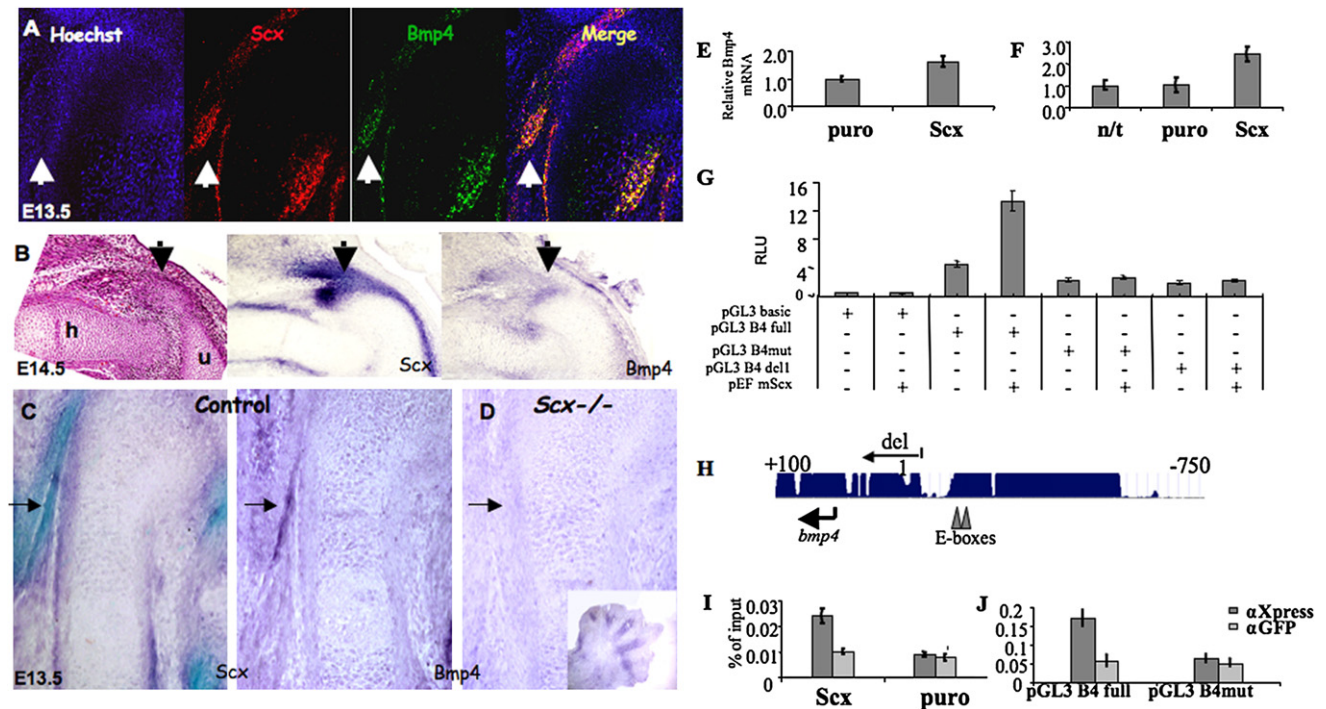 A Hoechst Scx Bmp4 Merge
E13.5
B h u
E14.5 Scx Bmp4
C Control D Scx-/-
E13.5 Scx Bmp4
E Relative Bmp4 mRNA
2.0
1.0
0.0
puro Scx
F
3.0
2.0
1.0
0.0
n/t puro Scx
G
RLU
16
12
8
4
0
pGL3 basic + + - - - - - -
pGL3 B4 full - - + + - - - -
pGL3 B4mut - - - - + + - -
pGL3 B4 del1 - - - - - - + +
pEF mScx - + - + - + - +
H +100 del 1 -750
bmp4 E-boxes
I
% of input
0.03
0.02
0.01
0
Scx puro
J
0.2
0.15
0.1
0.05
0
pGL3 B4 full pGL3 B4mut
αXpress
αGFP